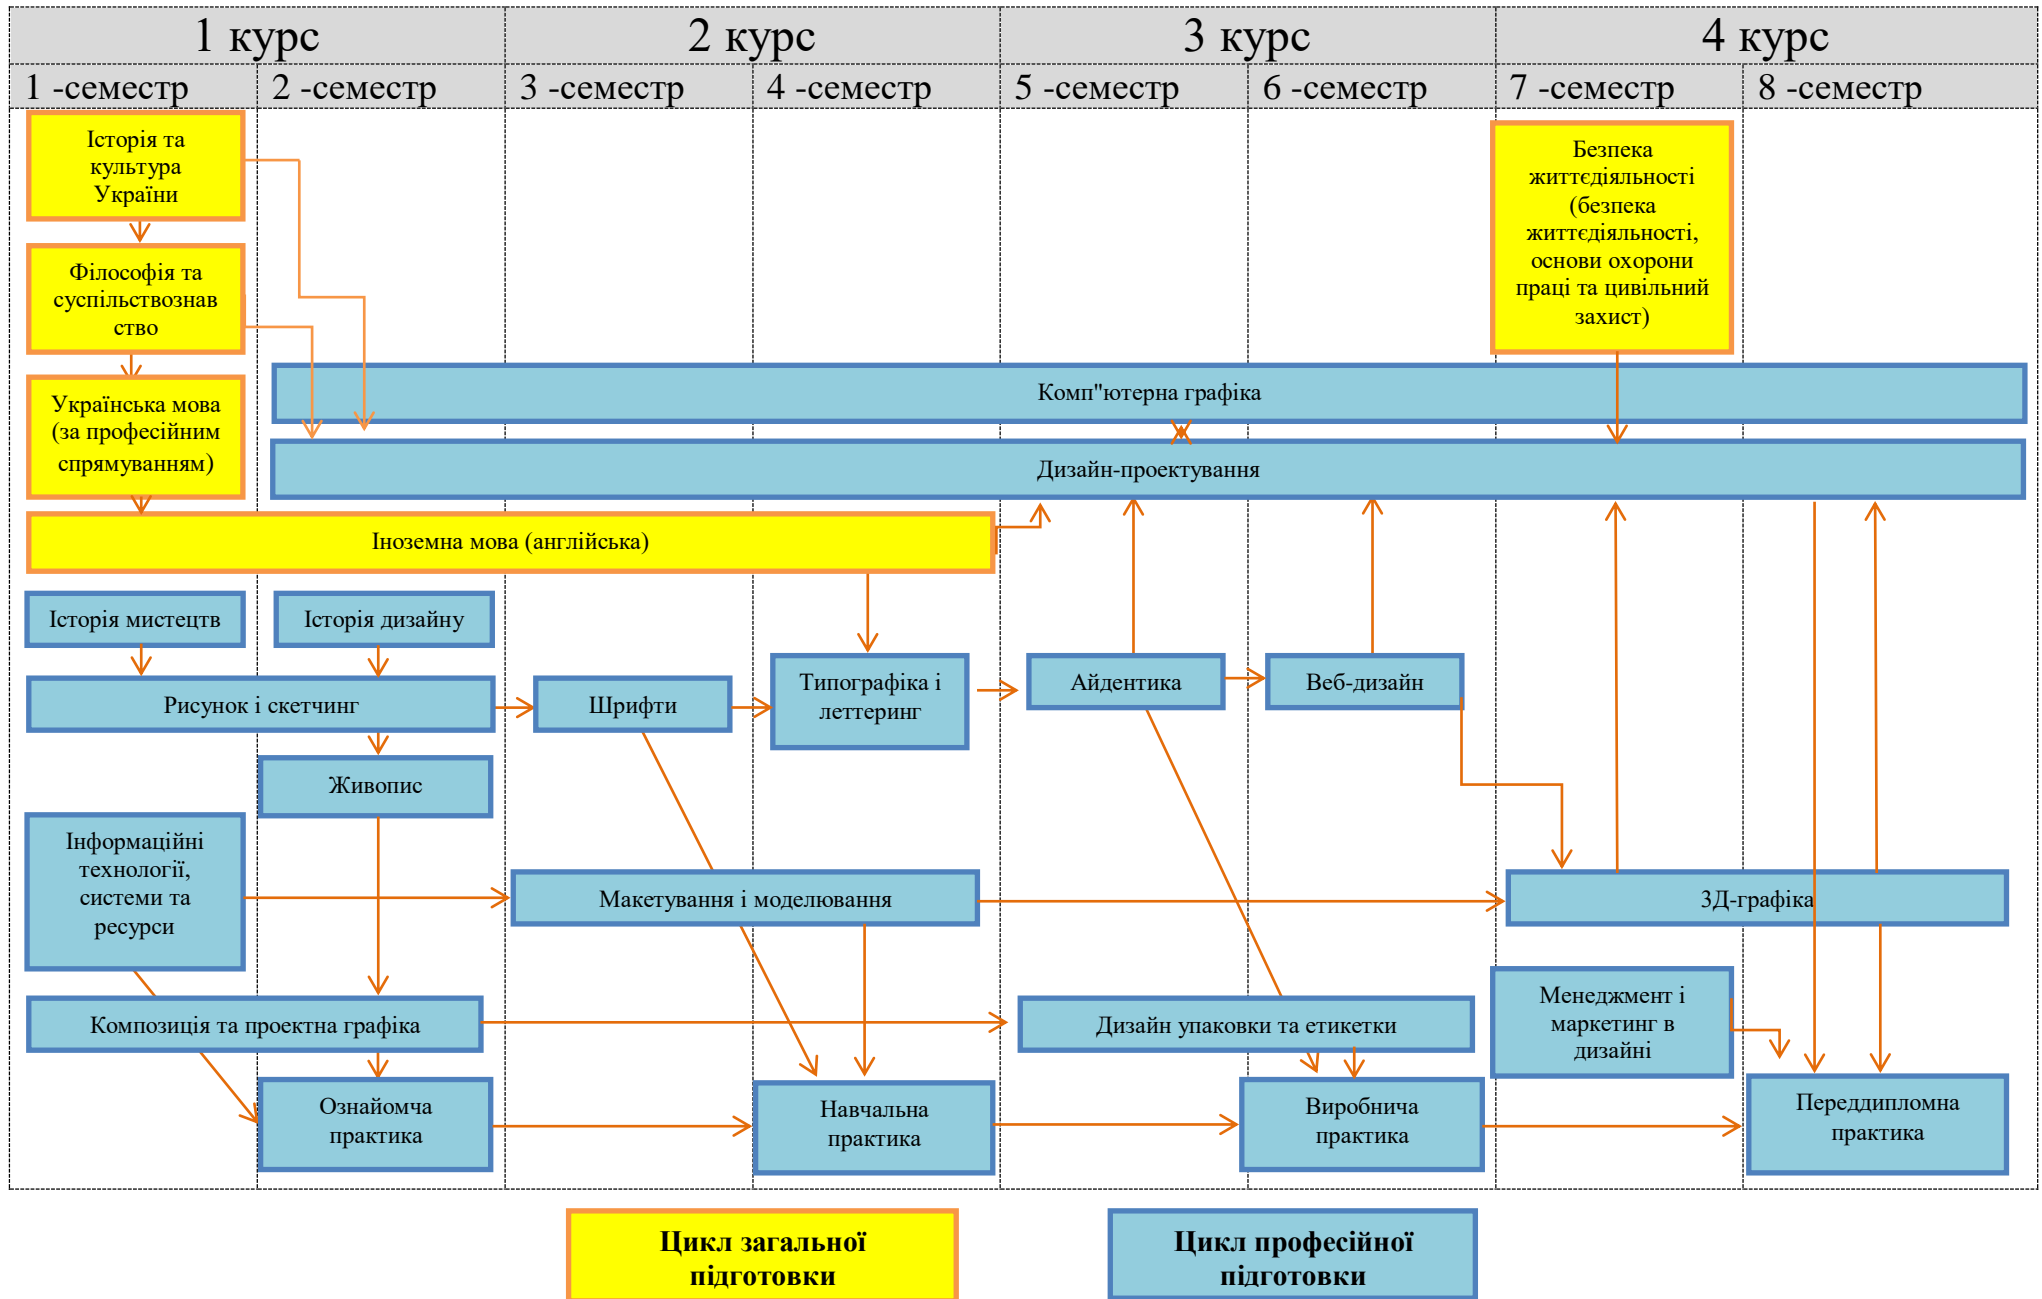 1 курс
2 курс
3 курс
4 курс
1 -семестр
2 -семестр
3 -семестр
4 -семестр
5 -семестр
6 -семестр
7 -семестр
8 -семестр
Історія та
культура
України
Безпека
життєдіяльності
(безпека
життєдіяльності,
основи охорони
праці та цивільний
захист)
Філософія та
суспільствознав
ство
Комп"ютерна графіка
Українська мова
(за професійним
спрямуванням)
Дизайн-проектування
Іноземна мова (англійська)
Історія мистецтв
Історія дизайну
Рисунок і скетчинг
Шрифти
Типографіка і
леттеринг
Айдентика
Веб-дизайн
Живопис
Інформаційні
технології,
системи та
ресурси
Макетування і моделювання
3Д-графіка
Композиція та проектна графіка
Дизайн упаковки та етикетки
Менеджмент і
маркетинг в
дизайні
Ознайомча
практика
Навчальна
практика
Виробнича
практика
Переддипломна
практика
Цикл загальної
підготовки
Цикл професійної
підготовки